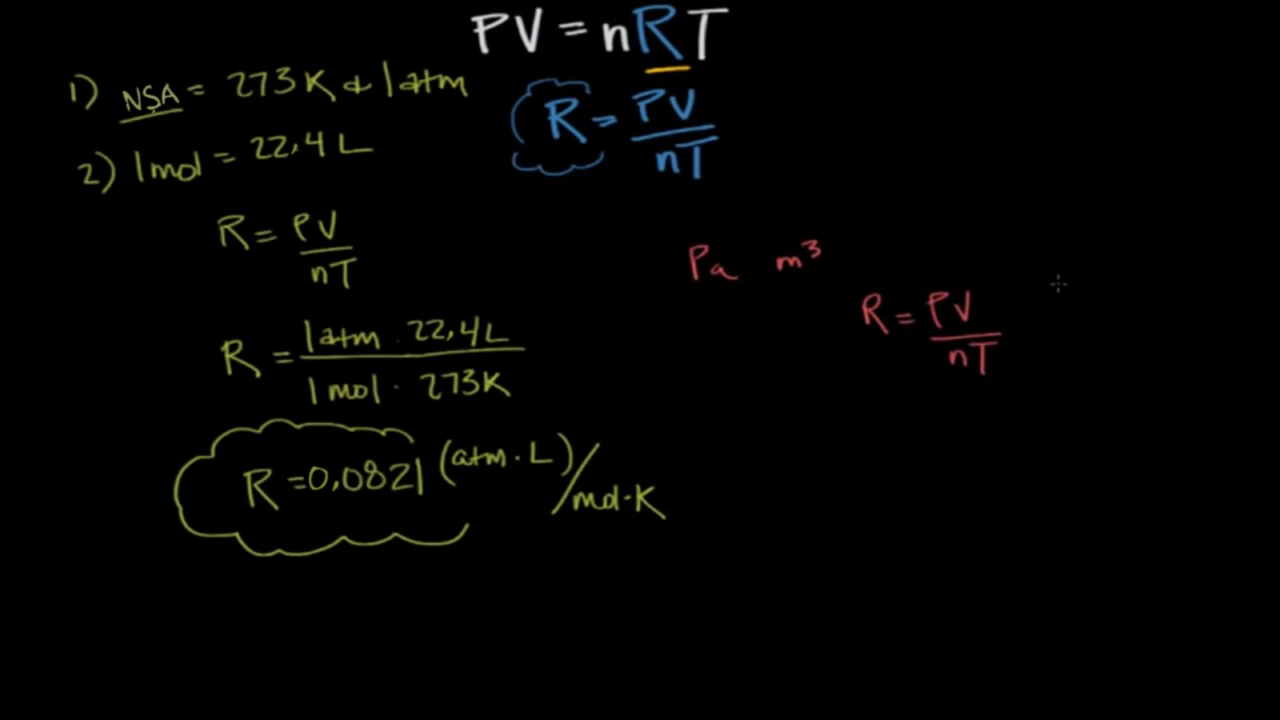 PV = nRT
1) NŞA = 273 K & 1 atm
R = PV / nT
2) 1 mol = 22,4 L
R = PV / nT
R = 1 atm · 22,4 L / 1 mol · 273 K
R = 0,0821 (atm · L) / mol · K
Pa m³
R = PV / nT